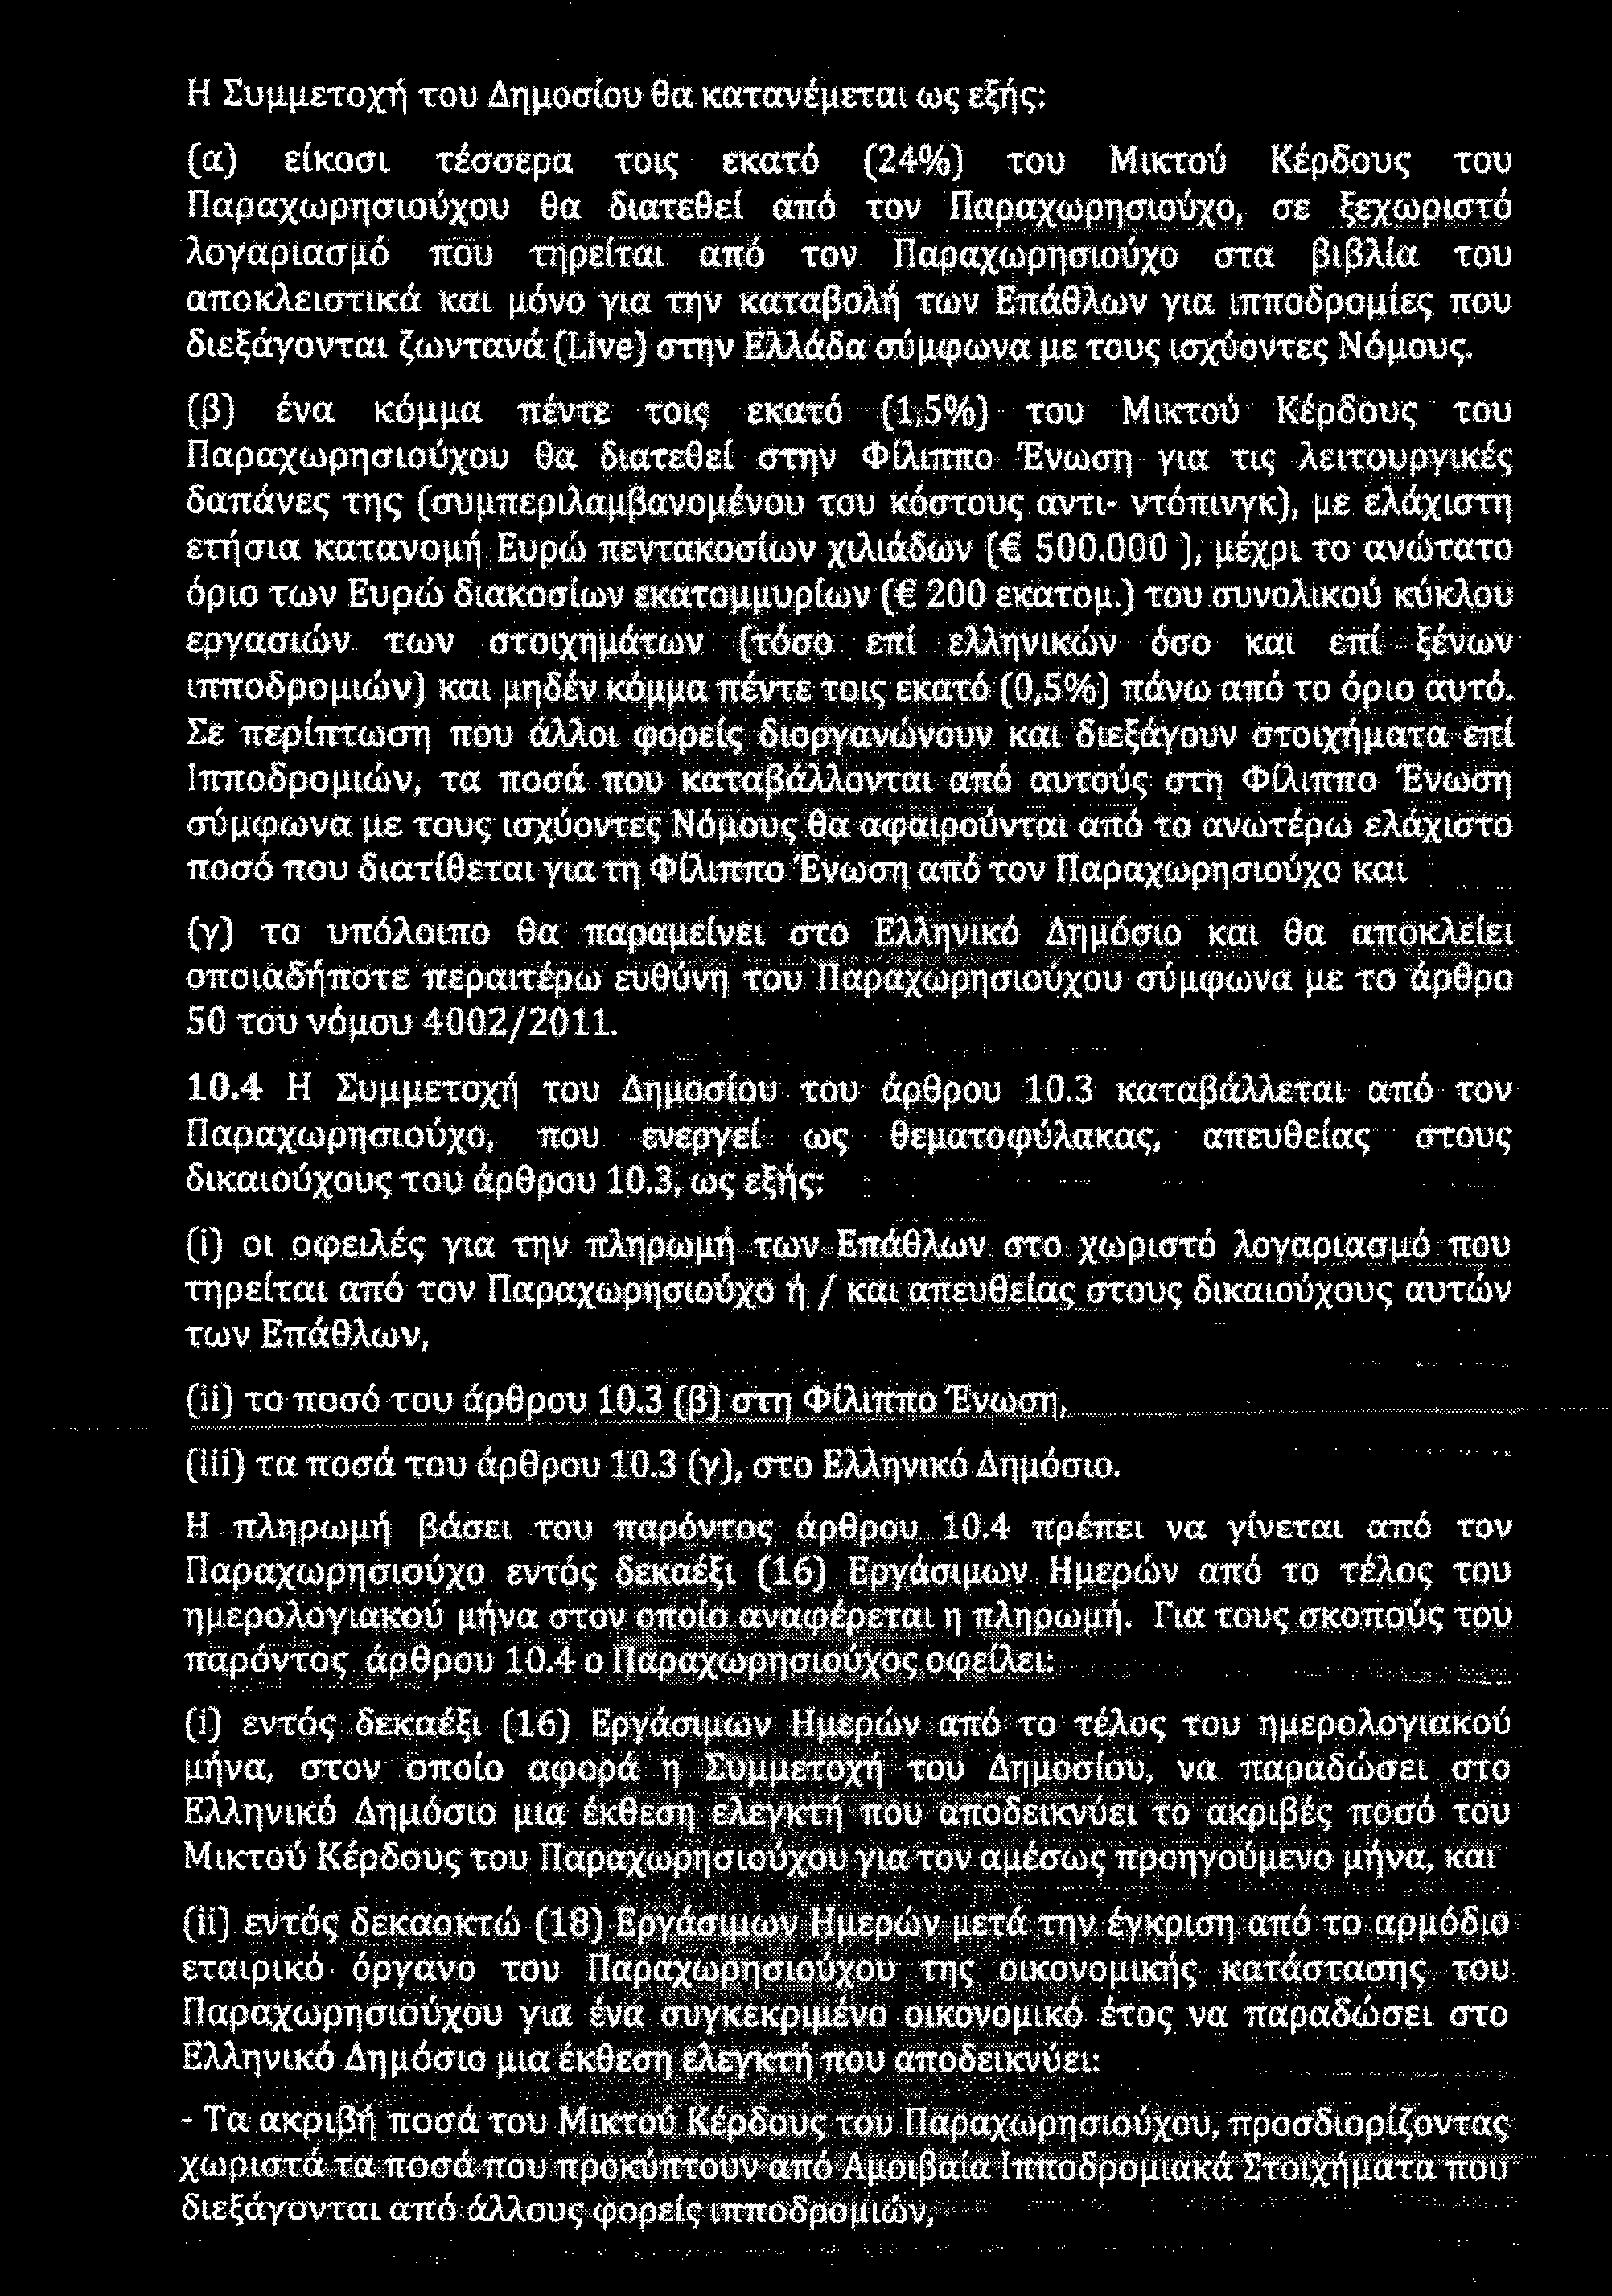 Η Συμμετοχή του Δημοσίου θα κατανέμεται ως εξής:
(α) είκοσι τέσσερα τοις εκατό (24%) του Μικτού Κέρδους του
Παραχωρησιούχου θα διατεθεί από τον Παραχωρησιούχο, σε ξεχωριστό
λογαριασμό που τηρείται από τον Παραχωρησιούχο στα βιβλία του
αποκλειστικά και μόνο για την καταβολή των Επάθλων για ιπποδρομίες που
διεξάγονται ζωντανά (Live) στην Ελλάδα σύμφωνα με τους ισχύοντες Νόμους.
(β) ένα κόμμα πέντε τοις εκατό (1,5%) του Μικτού Κέρδους του
Παραχωρησιούχου θα διατεθεί στην Φίλιππο Ένωση για τις λειτουργικές
δαπάνες της (συμπεριλαμβανομένου του κόστους αντι- ντόπινγκ), με ελάχιστη
ετήσια κατανομή Ευρώ πεντακοσίων χιλιάδων (€ 500.000 ), μέχρι το ανώτατο
όριο των Ευρώ διακοσίων εκατομμυρίων (€ 200 εκατομ.) του συνολικού κύκλου
εργασιών των στοιχημάτων (τόσο επί ελληνικών όσο και επί ξένων
ιπποδρομιών) και μηδέν κόμμα πέντε τοις εκατό (0,5%) πάνω από το όριο αυτό.
Σε περίπτωση που άλλοι φορείς διοργανώνουν και διεξάγουν στοιχήματα επί
Ιπποδρομιών, τα ποσά που καταβάλλονται από αυτούς στη Φίλιππο Ένωση
σύμφωνα με τους ισχύοντες Νόμους θα αφαιρούνται από το ανωτέρω ελάχιστο
ποσό που διατίθεται για τη Φίλιππο Ένωση από τον Παραχωρησιούχο και
(γ) το υπόλοιπο θα παραμείνει στο Ελληνικό Δημόσιο και θα αποκλείει
οποιαδήποτε περαιτέρω ευθύνη του Παραχωρησιούχου σύμφωνα με το άρθρο
50 του νόμου 4002/2011.
10.4 Η Συμμετοχή του Δημοσίου του άρθρου 10.3 καταβάλλεται από τον
Παραχωρησιούχο, που ενεργεί ως θεματοφύλακας, απευθείας στους
δικαιούχους του άρθρου 10.3, ως εξής:
(i) οι οφειλές για την πληρωμή των Επάθλων στο χωριστό λογαριασμό που
τηρείται από τον Παραχωρησιούχο ή / και απευθείας στους δικαιούχους αυτών
των Επάθλων,
(ii) το ποσό του άρθρου 10.3 (β) στη Φίλιππο Ένωση,
(iii) τα ποσά του άρθρου 10.3 (γ), στο Ελληνικό Δημόσιο.
Η πληρωμή βάσει του παρόντος άρθρου 10.4 πρέπει να γίνεται από τον
Παραχωρησιούχο εντός δεκαέξι (16) Εργάσιμων Ημερών από το τέλος του
ημερολογιακού μήνα στον οποίο αναφέρεται η πληρωμή. Για τους σκοπούς του
παρόντος άρθρου 10.4 ο Παραχωρησιούχος οφείλει:
(i) εντός δεκαέξι (16) Εργάσιμων Ημερών από το τέλος του ημερολογιακού
μήνα, στον οποίο αφορά η Συμμετοχή του Δημοσίου, να παραδώσει στο
Ελληνικό Δημόσιο μια έκθεση ελεγκτή που αποδεικνύει το ακριβές ποσό του
Μικτού Κέρδους του Παραχωρησιούχου για τον αμέσως προηγούμενο μήνα, και
(ii) εντός δεκαοκτώ (18) Εργάσιμων Ημερών μετά την έγκριση από το αρμόδιο
εταιρικό όργανο του Παραχωρησιούχου της οικονομικής κατάστασης του
Παραχωρησιούχου για ένα συγκεκριμένο οικονομικό έτος να παραδώσει στο
Ελληνικό Δημόσιο μια έκθεση ελεγκτή που αποδεικνύει:
- Τα ακριβή ποσά του Μικτού Κέρδους του Παραχωρησιούχου, προσδιορίζοντας
χωριστά τα ποσά που προκύπτουν από Αμοιβαία Ιπποδρομιακά Στοιχήματα που
διεξάγονται από άλλους φορείς ιπποδρομιών,